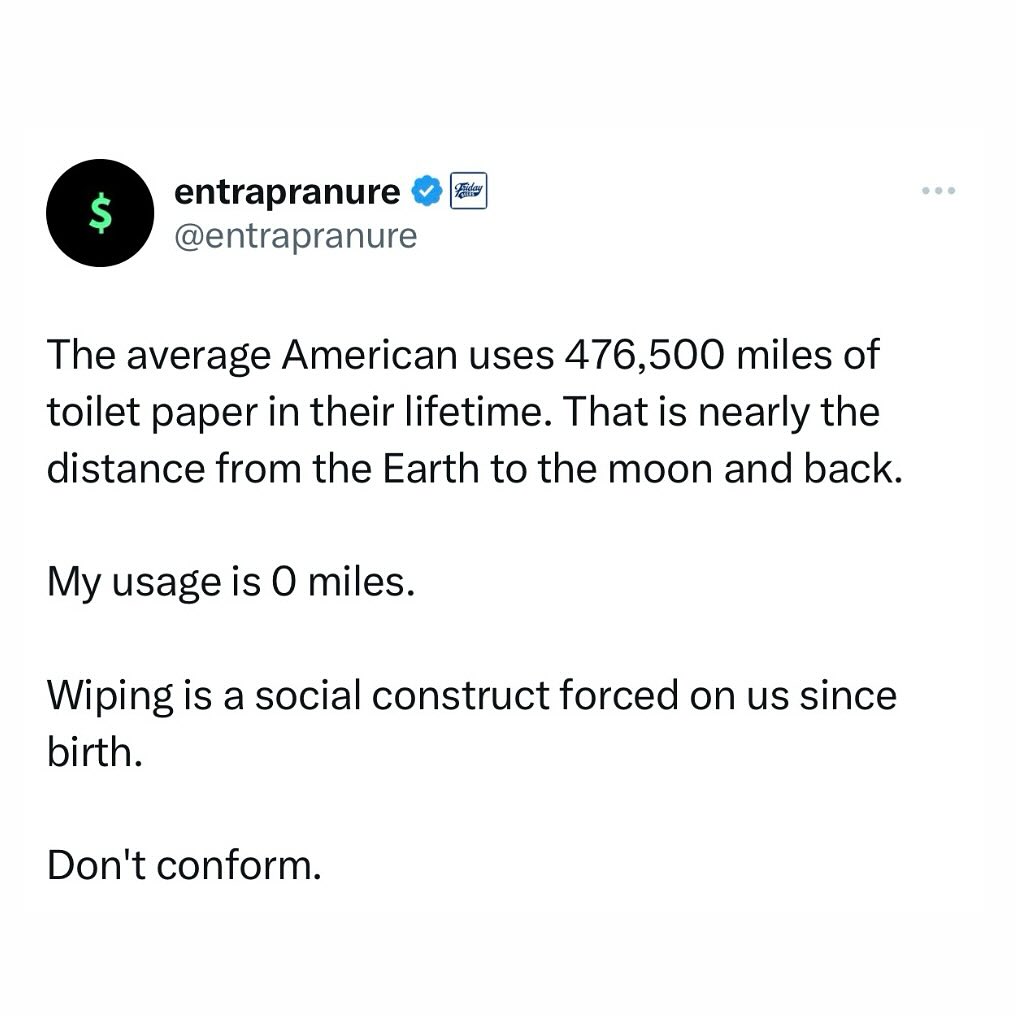 $
entrapranure
Friday
@entrapranure
The average American uses 476,500 miles of
toilet paper in their lifetime. That is nearly the
distance from the Earth to the moon and back.
My usage is 0 miles.
Wiping is a social construct forced on us since
birth.
Don't conform.